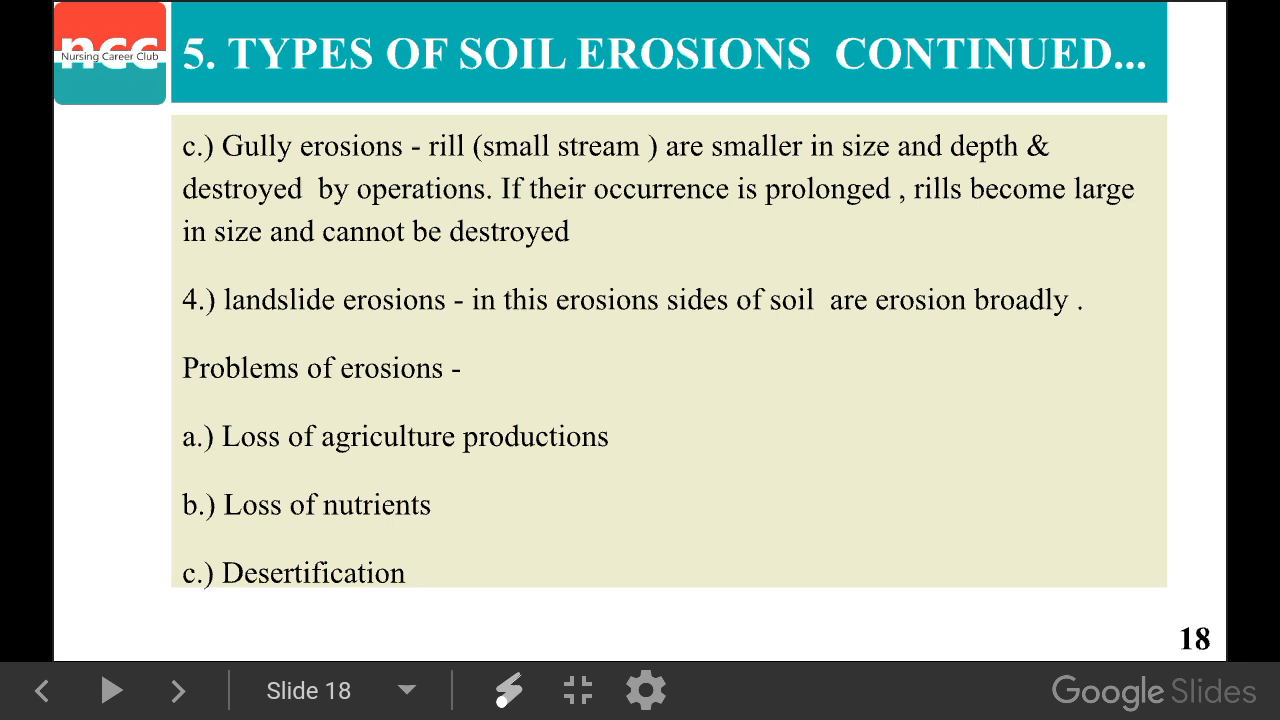 ncc
Nursing Career Club
5. TYPES OF SOIL EROSIONS CONTINUED...
c.) Gully erosions - rill (small stream ) are smaller in size and depth &
destroyed by operations. If their occurrence is prolonged , rills become large
in size and cannot be destroyed
4.) landslide erosions - in this erosions sides of soil are erosion broadly .
Problems of erosions -
a.) Loss of agriculture productions
b.) Loss of nutrients
c.) Desertification
18
Slide 18
Google Slides